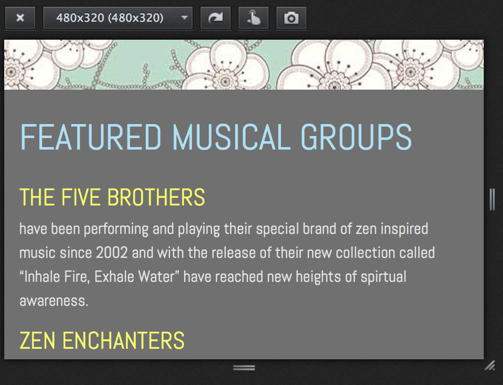 480x320 (480x320)
FEATURED MUSICAL GROUPS
THE FIVE BROTHERS
have been performing and playing their special brand of zen inspired
music since 2002 and with the release of their new collection called
“Inhale Fire, Exhale Water” have reached new heights of spirtual
awareness.
ZEN ENCHANTERS